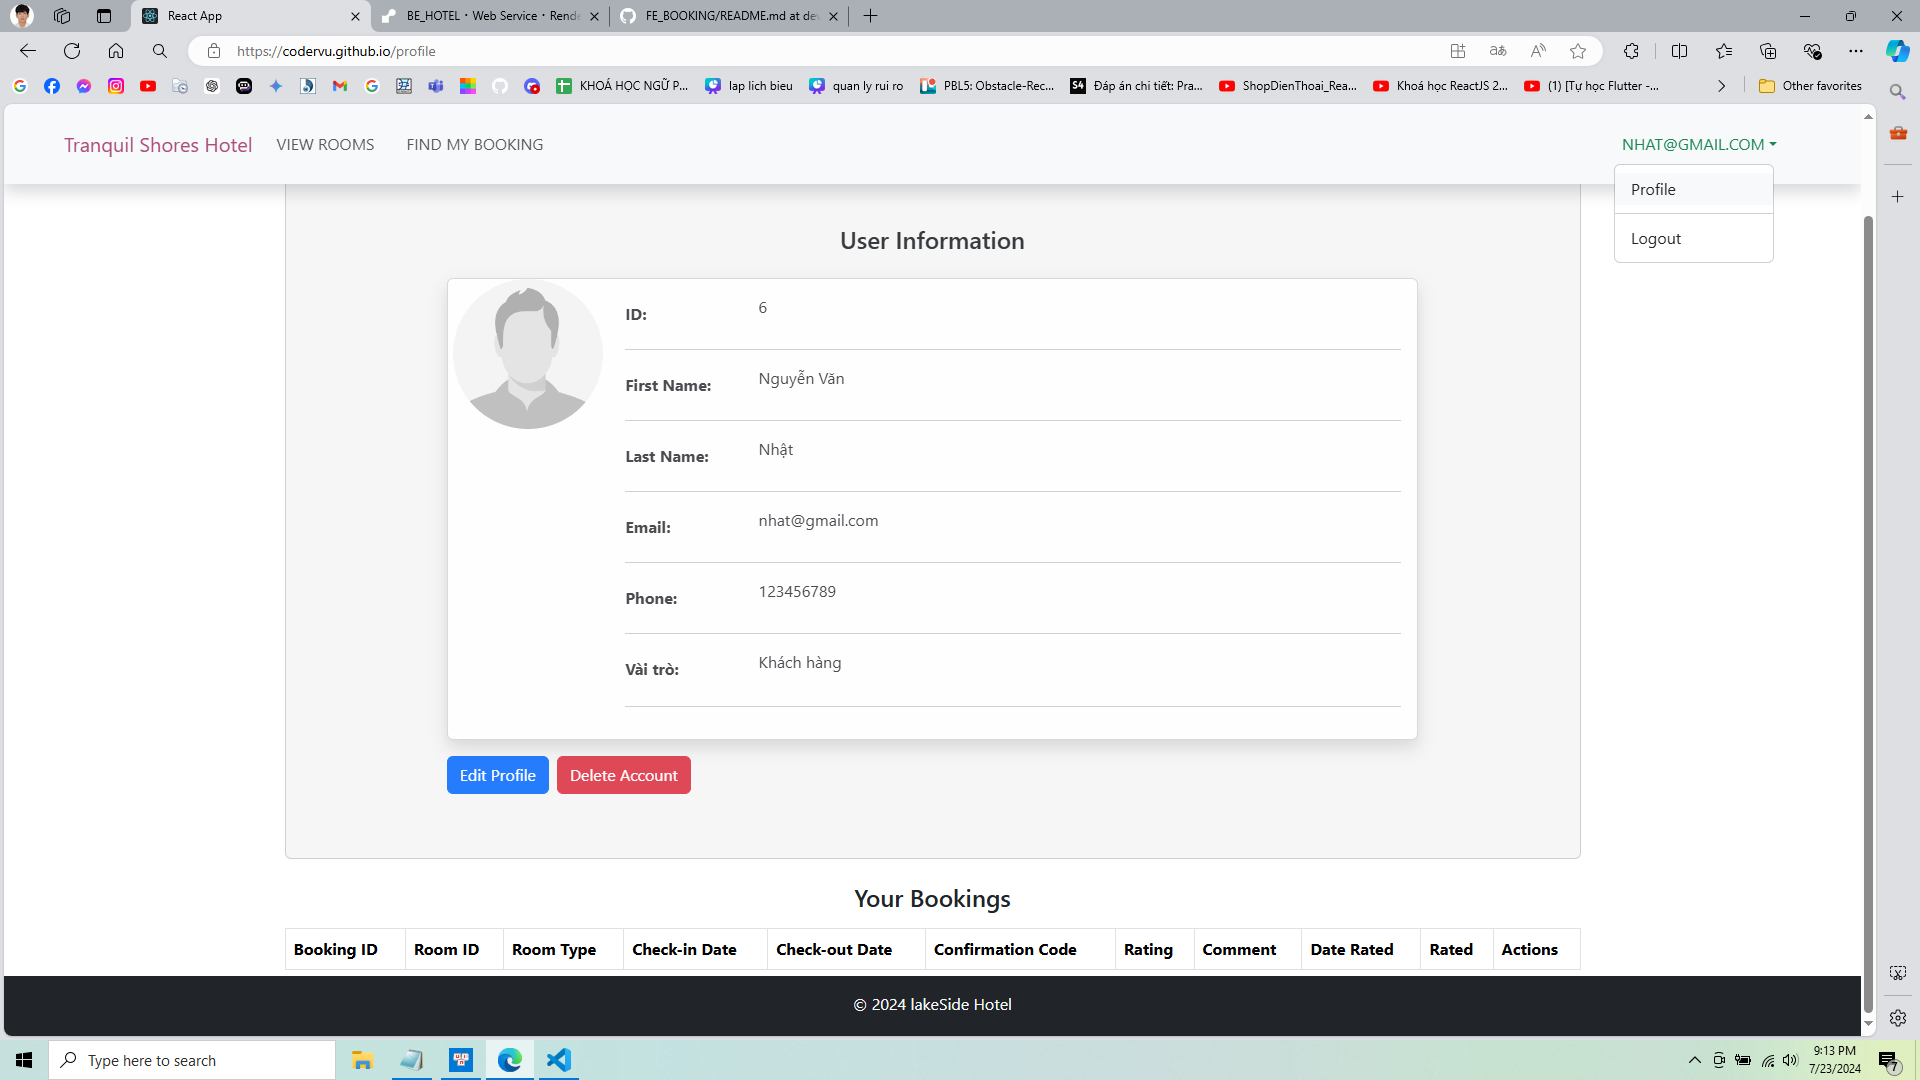 React App
BE_HOTEL · Web Service · Rende
FE_BOOKING/README.md at dev
https://codervu.github.io/profile
KHOÁ HỌC NGỮ P...
lap lich bieu
quan ly rui ro
PBL5: Obstacle-Rec...
Đáp án chi tiết: Pra...
ShopDienThoai_Rea...
Khoá học ReactJS 2...
(1) [Tự học Flutter -...
Other favorites
Tranquil Shores Hotel
VIEW ROOMS
FIND MY BOOKING
NHAT@GMAIL.COM
Profile
Logout
User Information
ID: 6
First Name: Nguyễn Văn
Last Name: Nhật
Email: nhat@gmail.com
Phone: 123456789
Vài trò: Khách hàng
Edit Profile
Delete Account
Your Bookings
Booking ID Room ID Room Type Check-in Date Check-out Date Confirmation Code Rating Comment Date Rated Rated Actions
© 2024 lakeSide Hotel
Type here to search
9:13 PM
7/23/2024
7